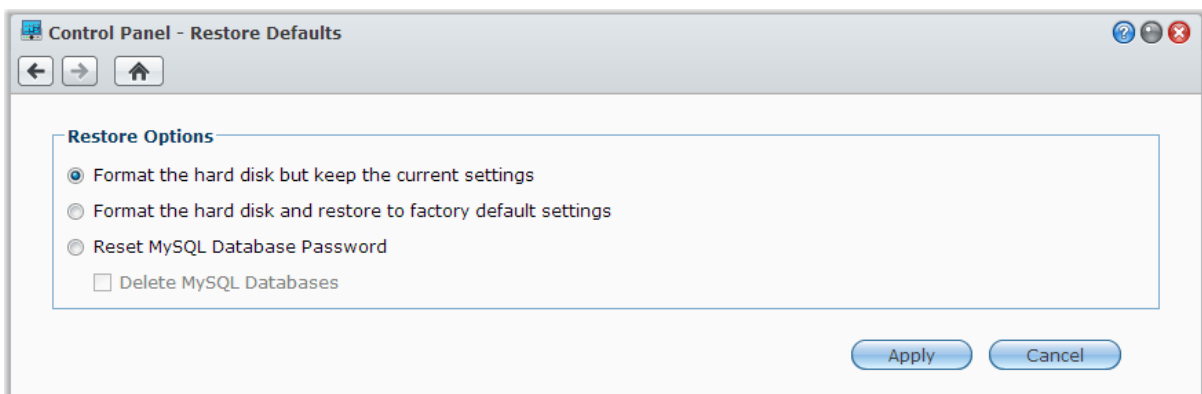 Control Panel - Restore Defaults
Restore Options
Format the hard disk but keep the current settings
Format the hard disk and restore to factory default settings
Reset MySQL Database Password
Delete MySQL Databases
Apply Cancel